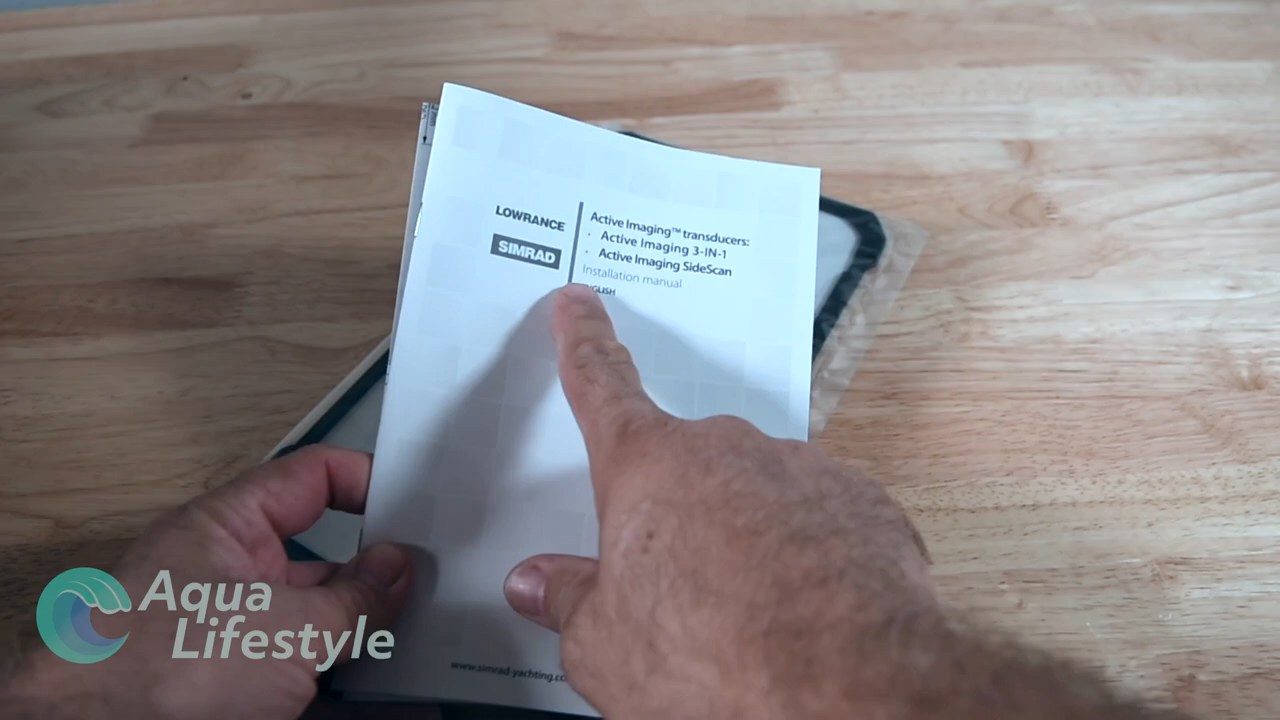 LOWRANCE
SIMRAD
Active Imaging™ transducers:
· Active Imaging 3-IN-1
· Active Imaging SideScan
Installation manual
Aqua
Lifestyle